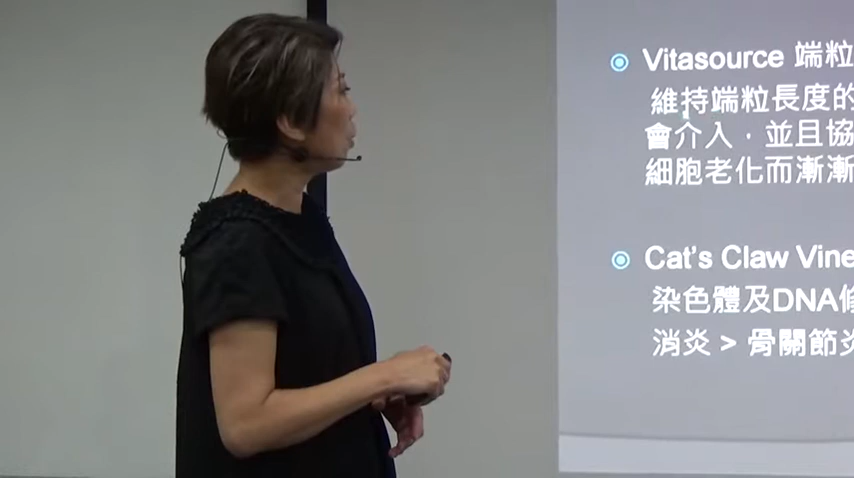 Vitasource 端粒
維持端粒長度的
會介入，並且協
細胞老化而漸漸
Cat's Claw Vine
染色體及DNA修
消炎 > 骨關節炎